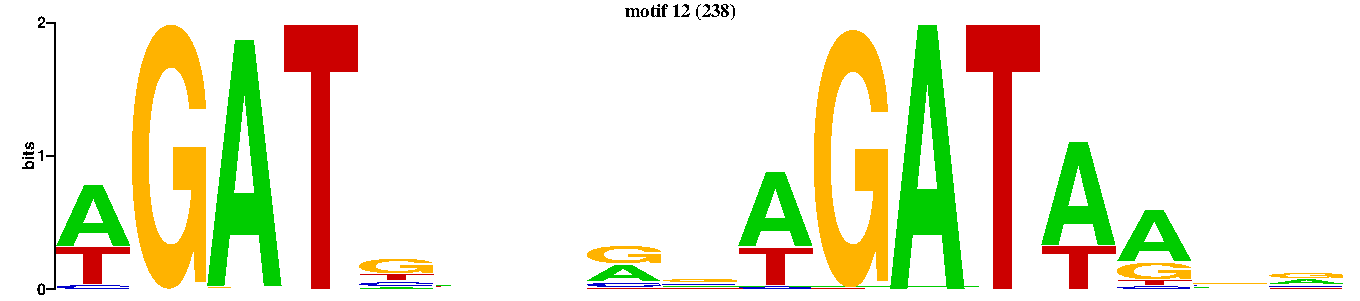 motif 12 (238)
bits
2
1
0
A G A T G G A G A T A A
T A T T G